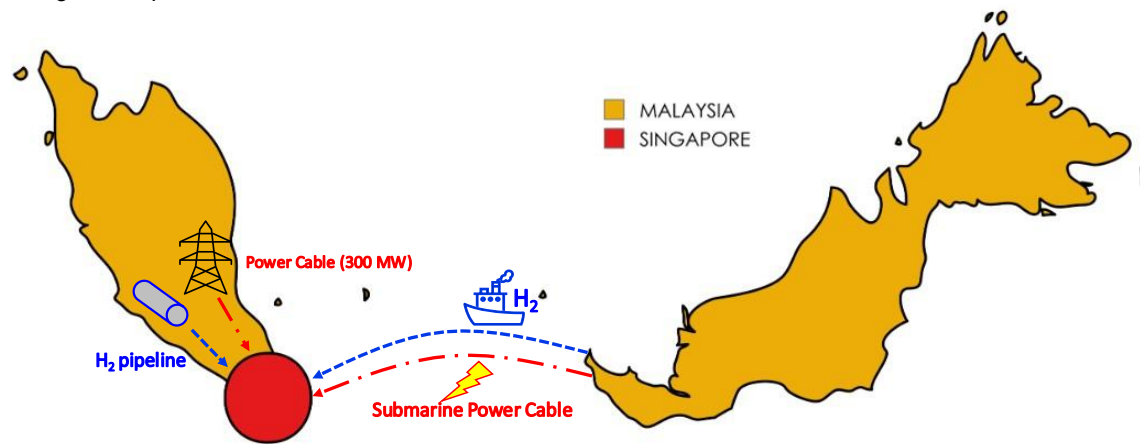 MALAYSIA
SINGAPORE
Power Cable (300 MW)
H₂
H₂ pipeline
Submarine Power Cable